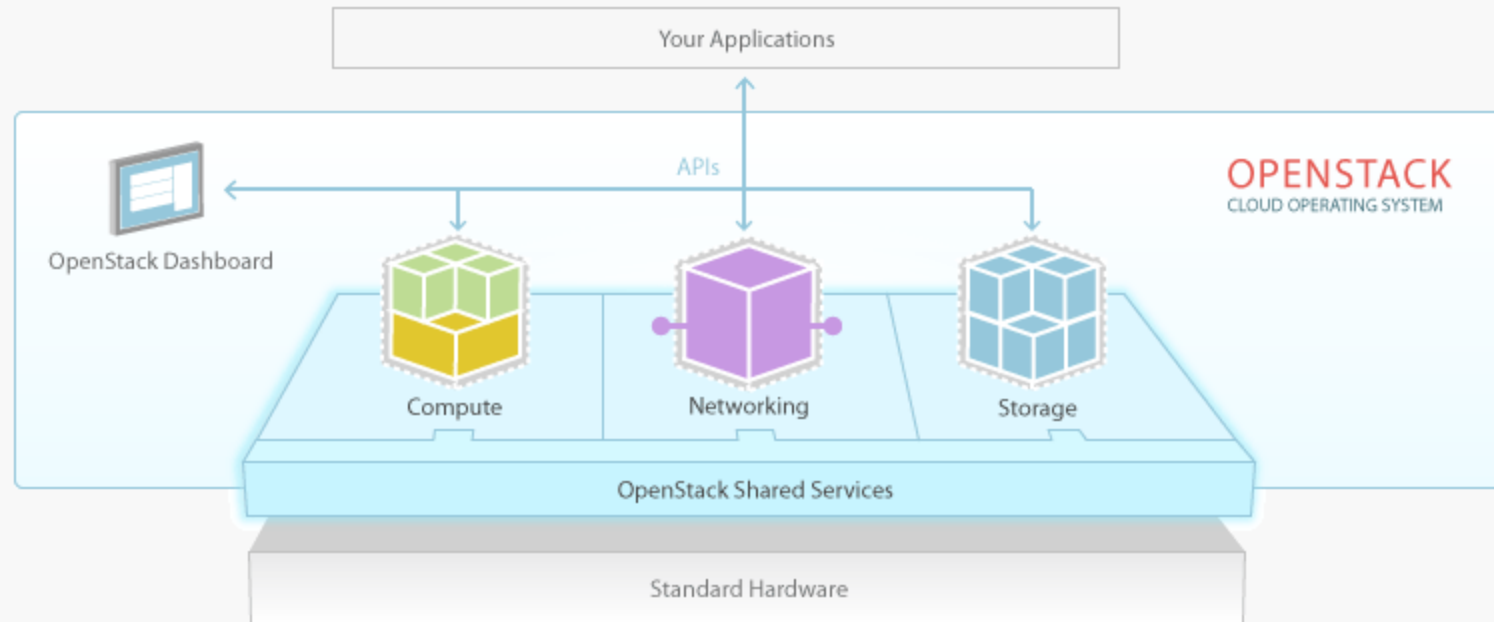 Your Applications
APIs
OPENSTACK
CLOUD OPERATING SYSTEM
OpenStack Dashboard
Compute
Networking
Storage
OpenStack Shared Services
Standard Hardware